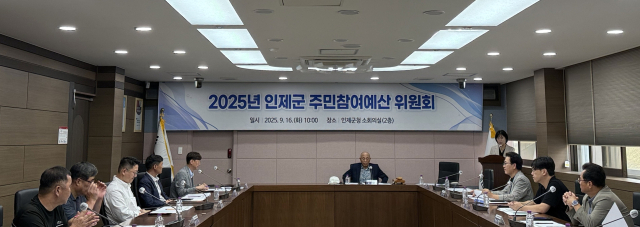 2025년 인제군 주민참여예산 위원회
일시 : 2025. 9. 16.(화) 10:00 장소 : 인제군청 소회의실(2층)